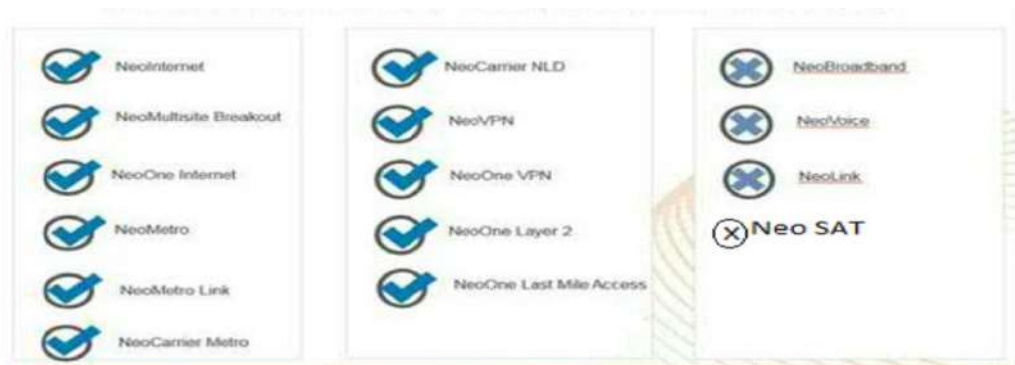 NeoInternet
NeoMultisite Breakout
NeoOne Internet
NeoMetro
NeoMetro Link
NeoCarrier Metro
NeoCarrier NLD
NeoVPN
NeoOne VPN
NeoOne Layer 2
NeoOne Last Mile Access
NeoBroadband
NeoVoice
NeoLink
Neo SAT